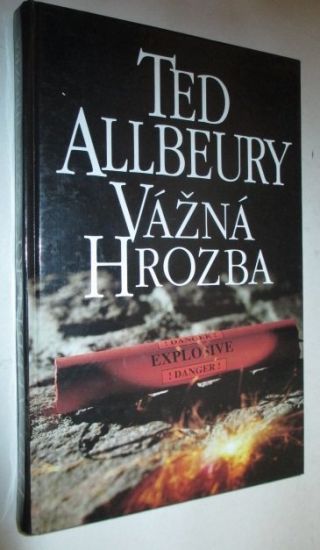 TED
ALLBEURY
VÁŽNÁ
HROZBA
! DANGER !
EXPLOSIVE
! DANGER !